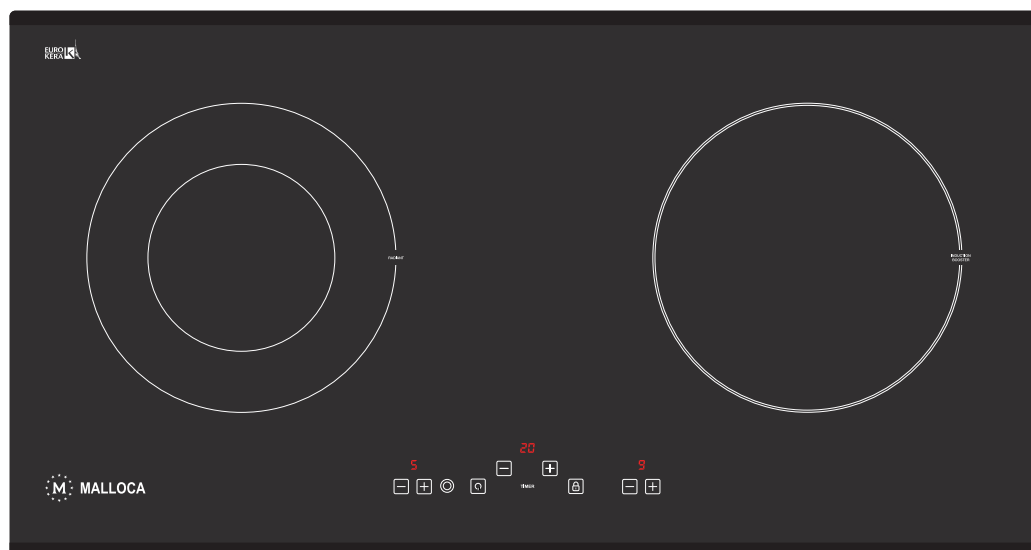 EURO
KERA K
RADIANT
INDUCTION
BOOSTER
20
5
9
TIMER
M MALLOCA